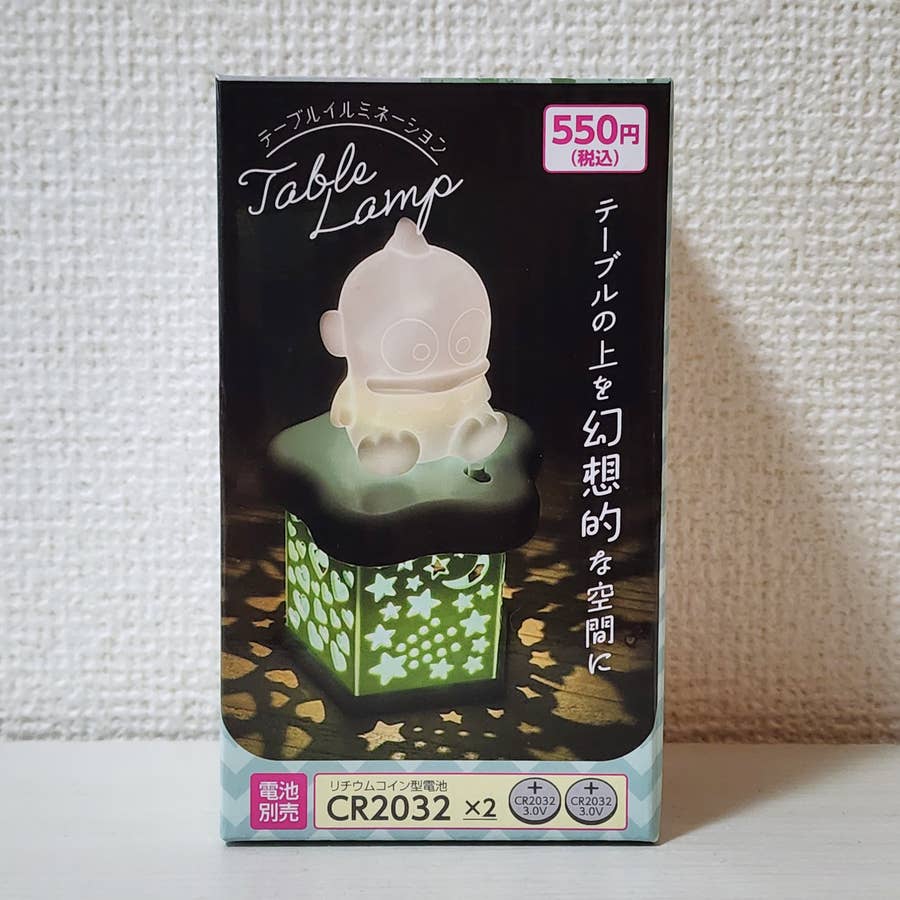 テーブルイルミネーション
Table
Lamp
550円
(税込)
テーブルの上を幻想的な空間に
電池
別売
リチウムコイン型電池
CR2032 ×2
+
CR2032
3.0V
+
CR2032
3.0V